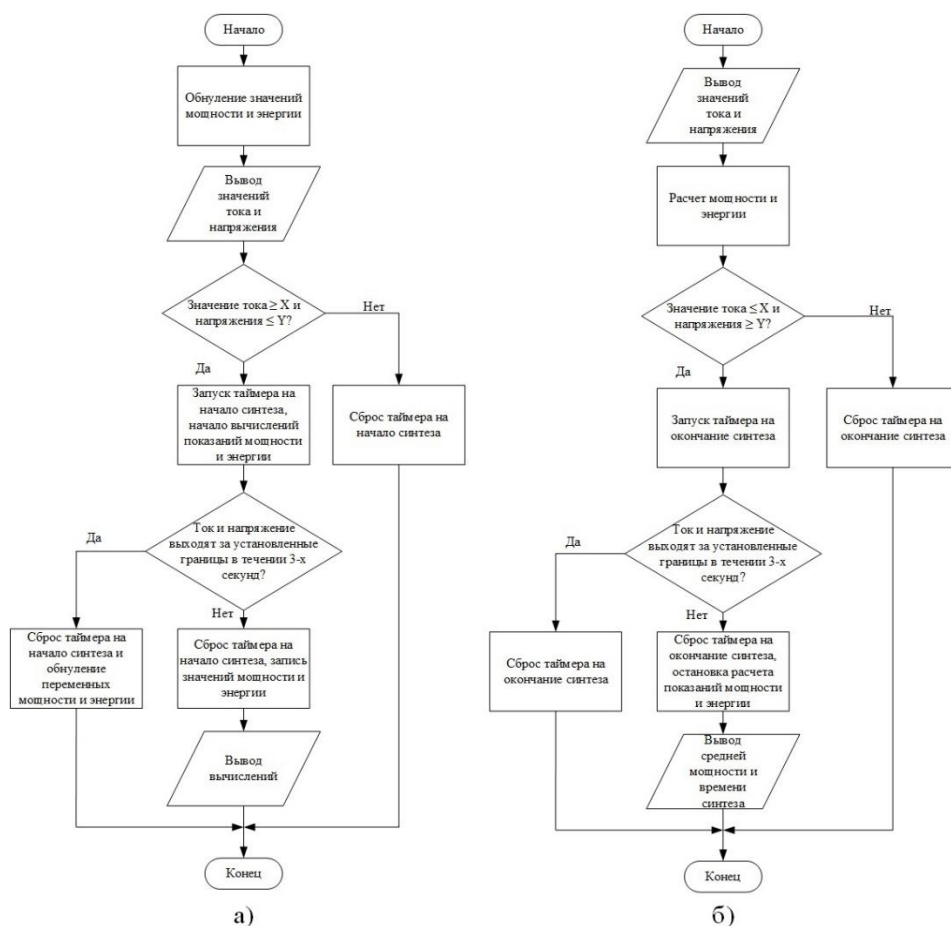 Начало
Обнуление значений
мощности и энергии
Вывод
значений
тока и
напряжения
Значение тока ≥ X и
напряжения ≤ Y?
Нет
Да
Запуск таймера на
начало синтеза,
начало вычислений
показаний мощности
и энергии
Сброс таймера на
начало синтеза
Ток и напряжение
выходят за установленные
границы в течении 3-х
секунд?
Да
Нет
Сброс таймера на
начало синтеза и
обнуление
переменных
мощности и энергии
Сброс таймера на
начало синтеза, запись
значений мощности и
энергии
Вывод
вычислений
Конец
а)
Начало
Вывод
значений
тока и
напряжения
Расчет мощности и
энергии
Значение тока ≤ X и
напряжения ≥ Y?
Нет
Да
Запуск таймера на
окончание синтеза
Сброс таймера на
окончание синтеза
Ток и напряжение
выходят за установленные
границы в течении 3-х
секунд?
Да
Нет
Сброс таймера на
окончание синтеза
Сброс таймера на
окончание синтеза,
остановка расчета
показаний мощности
и энергии
Вывод
средней
мощности и
времени
синтеза
Конец
б)